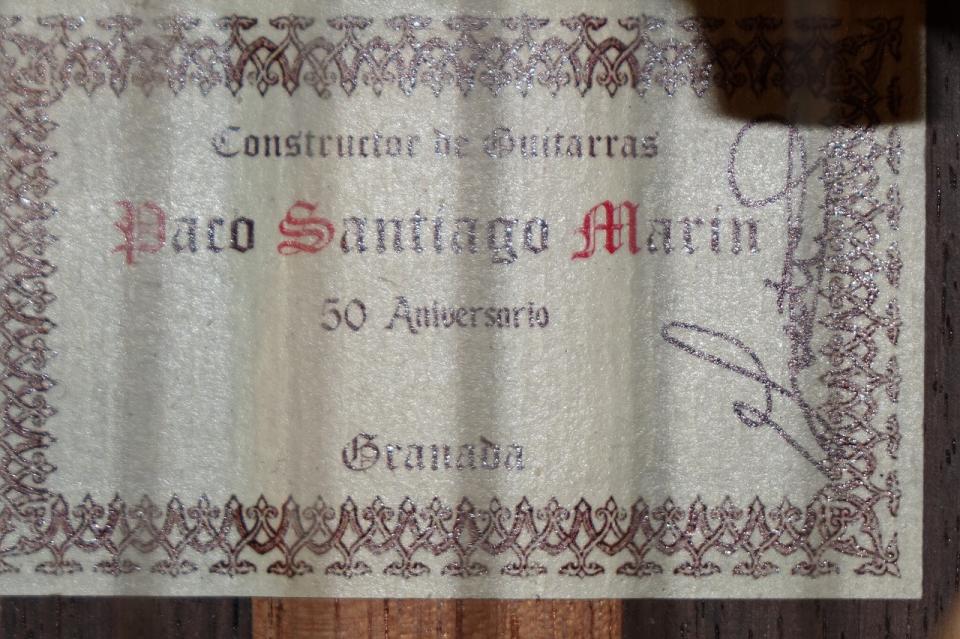 Constructor de Guitarras
Paco Santiago Marin
50 Aniversario
Granada